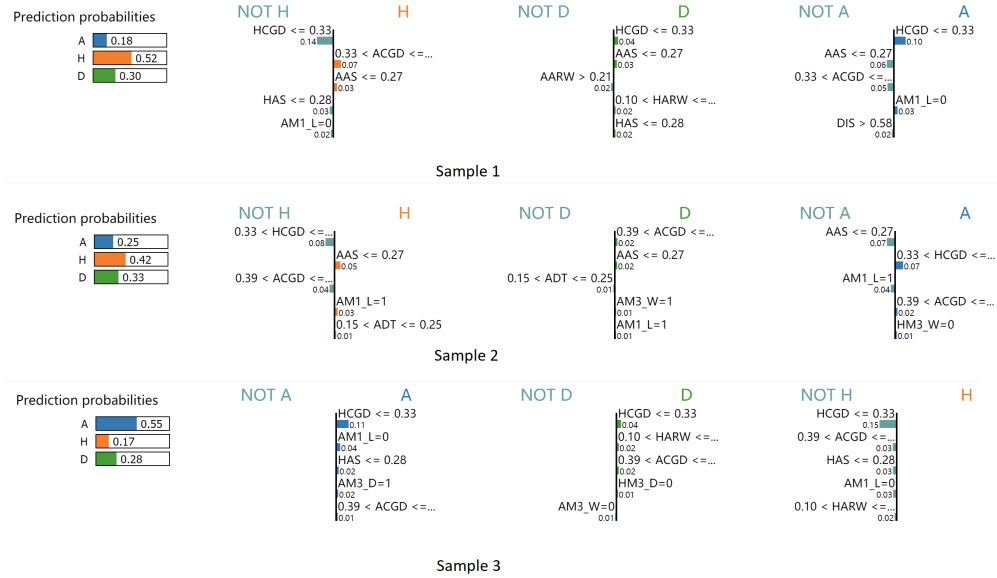 Prediction probabilities
A 0.18
H 0.52
D 0.30
NOT H H
HCGD <= 0.33
0.14
0.33 < ACGD <=...
0.07
AAS <= 0.27
0.03
HAS <= 0.28
0.03
AM1_L=0
0.02
NOT D D
HCGD <= 0.33
0.04
AAS <= 0.27
0.03
AARW > 0.21
0.02
0.10 < HARW <=...
0.02
HAS <= 0.28
0.02
NOT A A
HCGD <= 0.33
0.10
AAS <= 0.27
0.06
0.33 < ACGD <=...
0.05
AM1_L=0
0.03
DIS > 0.58
0.02
Sample 1
Prediction probabilities
A 0.25
H 0.42
D 0.33
NOT H H
0.33 < HCGD <=...
0.08
AAS <= 0.27
0.05
0.39 < ACGD <=...
0.04
AM1_L=1
0.03
0.15 < ADT <= 0.25
0.01
NOT D D
0.39 < ACGD <=...
0.02
AAS <= 0.27
0.02
0.15 < ADT <= 0.25
0.01
AM3_W=1
0.01
AM1_L=1
0.01
NOT A A
AAS <= 0.27
0.07
0.33 < HCGD <=...
0.07
AM1_L=1
0.04
0.39 < ACGD <=...
0.02
HM3_W=0
0.01
Sample 2
Prediction probabilities
A 0.55
H 0.17
D 0.28
NOT A A
HCGD <= 0.33
0.11
AM1_L=0
0.04
HAS <= 0.28
0.02
AM3_D=1
0.02
0.39 < ACGD <=...
0.01
NOT D D
HCGD <= 0.33
0.04
0.10 < HARW <=...
0.02
0.39 < ACGD <=...
0.02
HM3_D=0
0.01
AM3_W=0
0.01
NOT H H
HCGD <= 0.33
0.15
0.39 < ACGD <=...
0.03
HAS <= 0.28
0.03
AM1_L=0
0.03
0.10 < HARW <=...
0.02
Sample 3